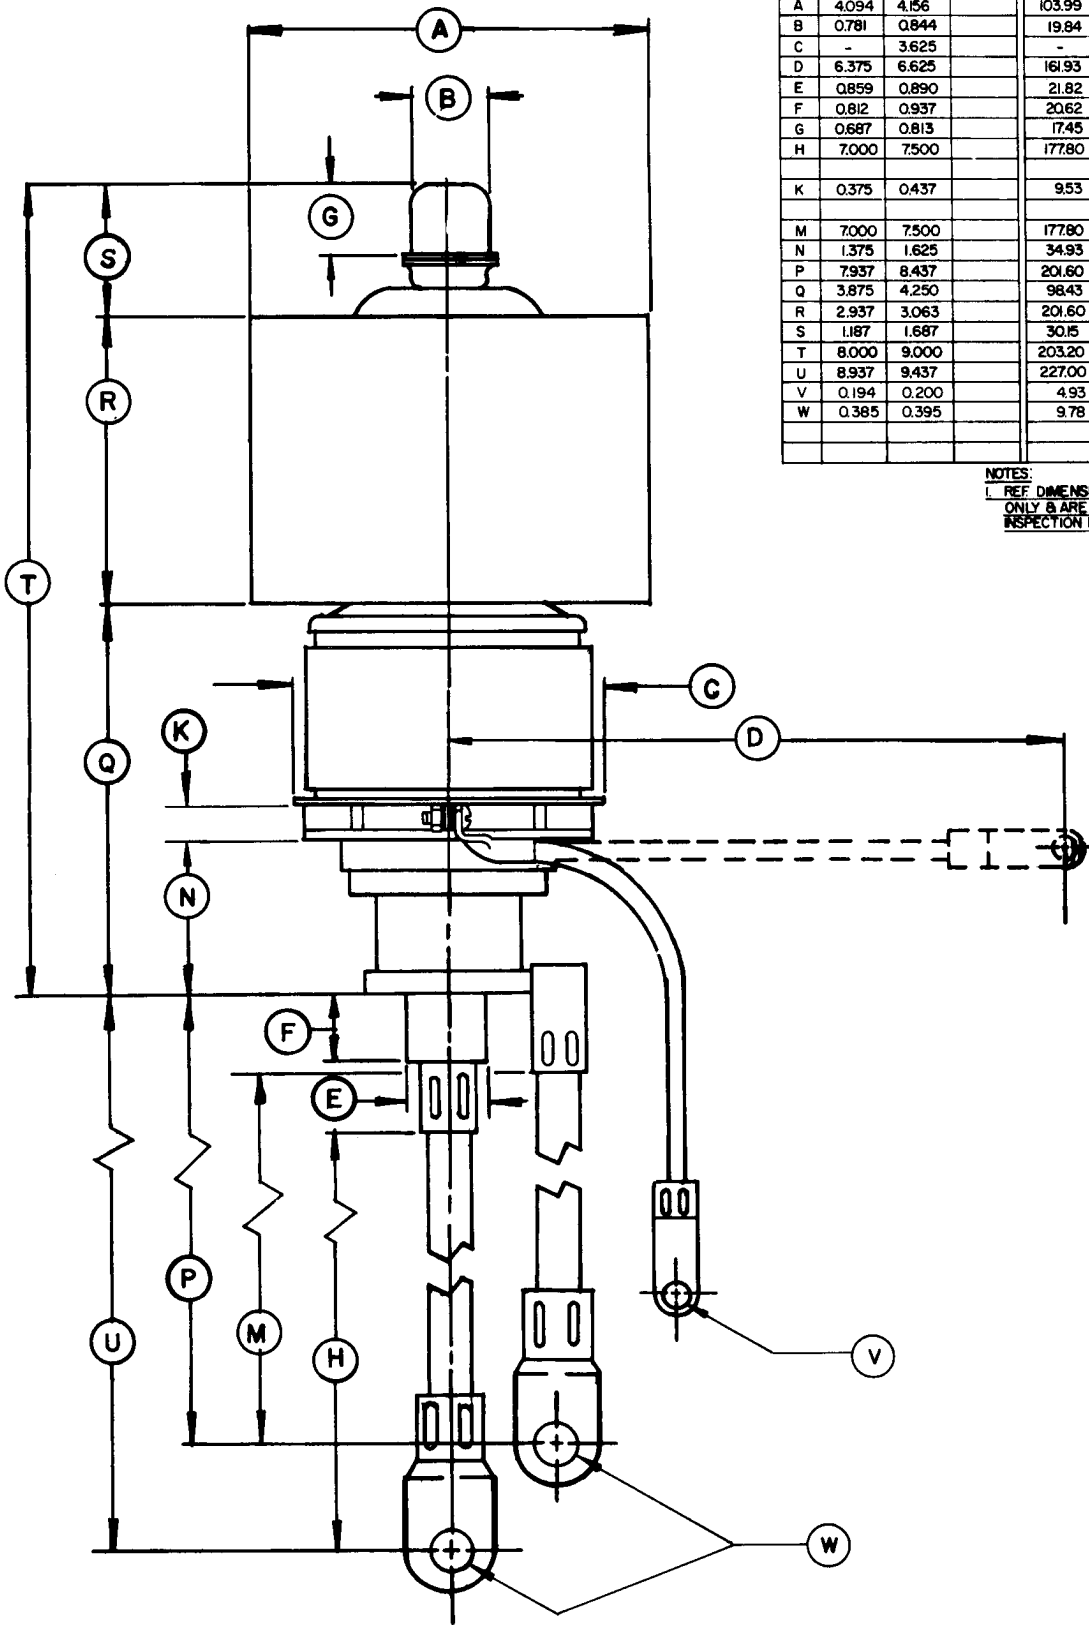 A 4.094 4.156 103.99
B 0.781 0.844 19.84
C - 3.625 -
D 6.375 6.625 161.93
E 0.859 0.890 21.82
F 0.812 0.937 20.62
G 0.687 0.813 17.45
H 7.000 7.500 177.80
K 0.375 0.437 9.53
M 7.000 7.500 177.80
N 1.375 1.625 34.93
P 7.937 8.437 201.60
Q 3.875 4.250 98.43
R 2.937 3.063 201.60
S 1.187 1.687 30.15
T 8.000 9.000 203.20
U 8.937 9.437 227.00
V 0.194 0.200 4.93
W 0.385 0.395 9.78
NOTES:
1. REF. DIMENS
ONLY & ARE
INSPECTION
A
B
G
S
R
T
C
K
D
Q
N
F
E
P
M
U
H
V
W